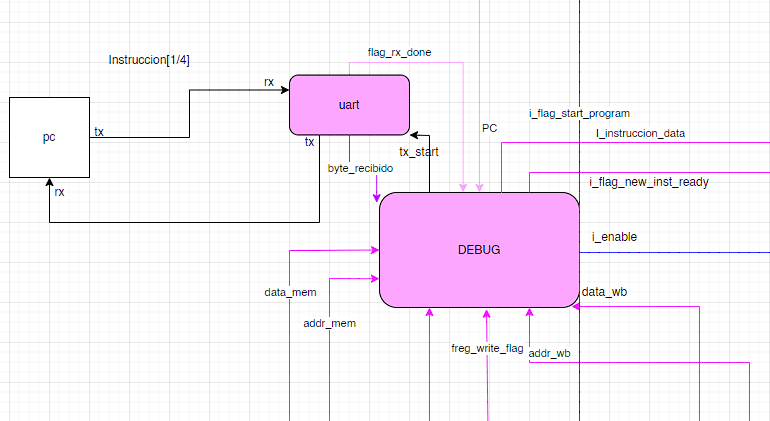 flag_rx_done
Instruccion[1/4]
rx
uart
i_flag_start_program
pc
tx
PC
I_instruccion_data
tx
tx_start
byte_recibido
i_flag_new_inst_ready
rx
i_enable
DEBUG
data_mem
data_wb
addr_mem
freg_write_flag
addr_wb